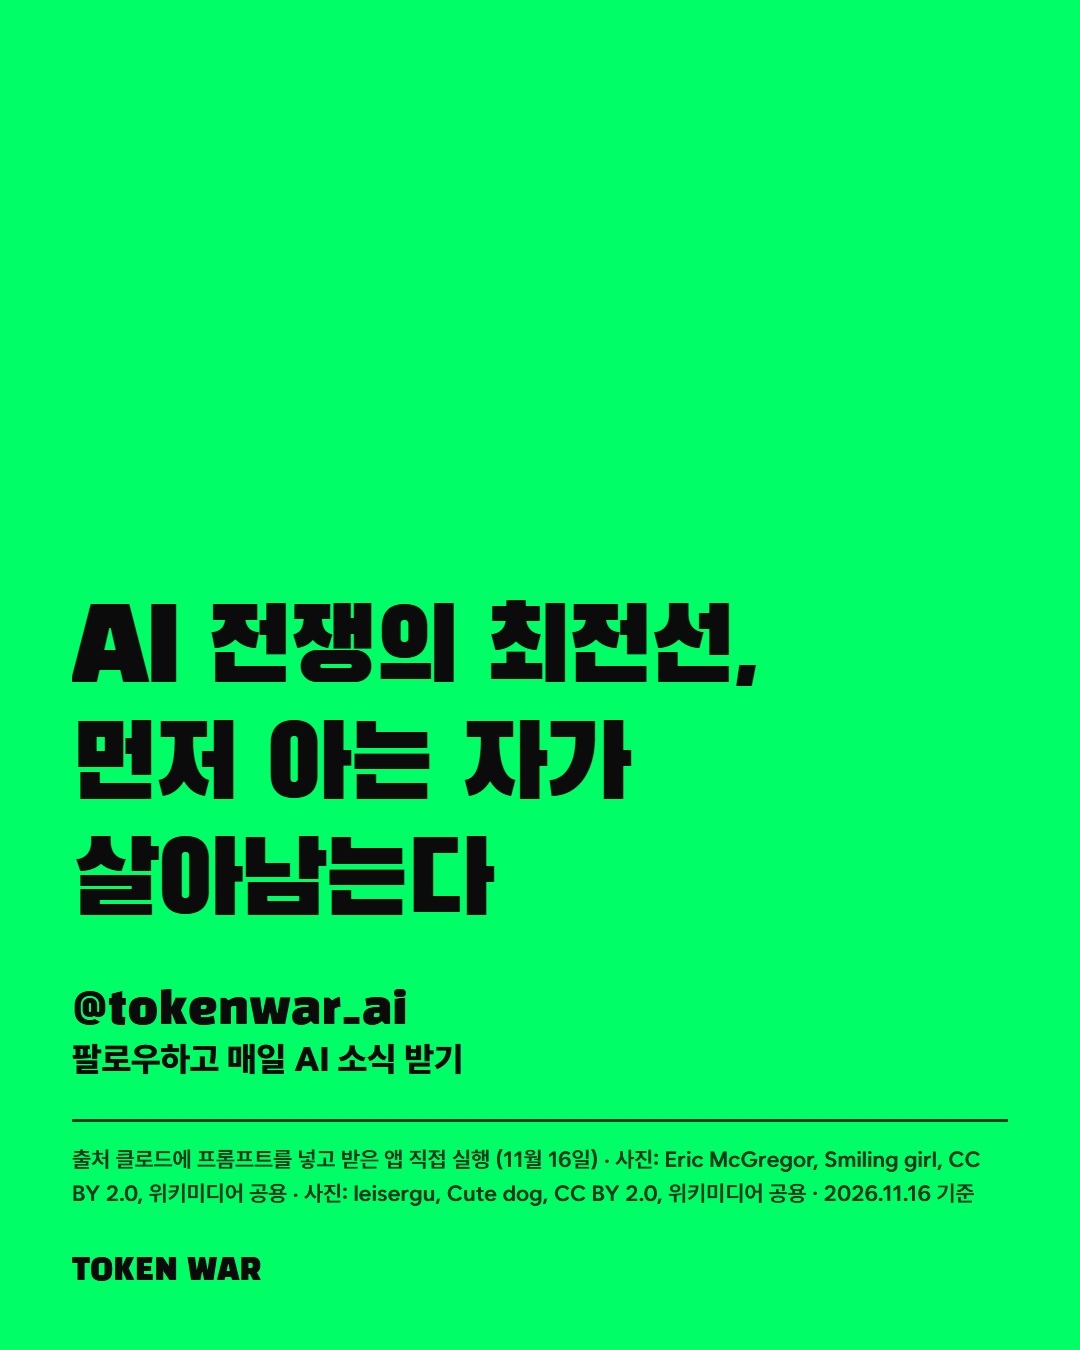 AI 전쟁의 최전선,
먼저 아는 자가
살아남는다
@tokenwar_ai
팔로우하고 매일 AI 소식 받기
출처 클로드에 프롬프트를 넣고 받은 앱 직접 실행 (11월 16일) · 사진: Eric McGregor, Smiling girl, CC
BY 2.0, 위키미디어 공용 · 사진: leisergu, Cute dog, CC BY 2.0, 위키미디어 공용 · 2026.11.16 기준
TOKEN WAR